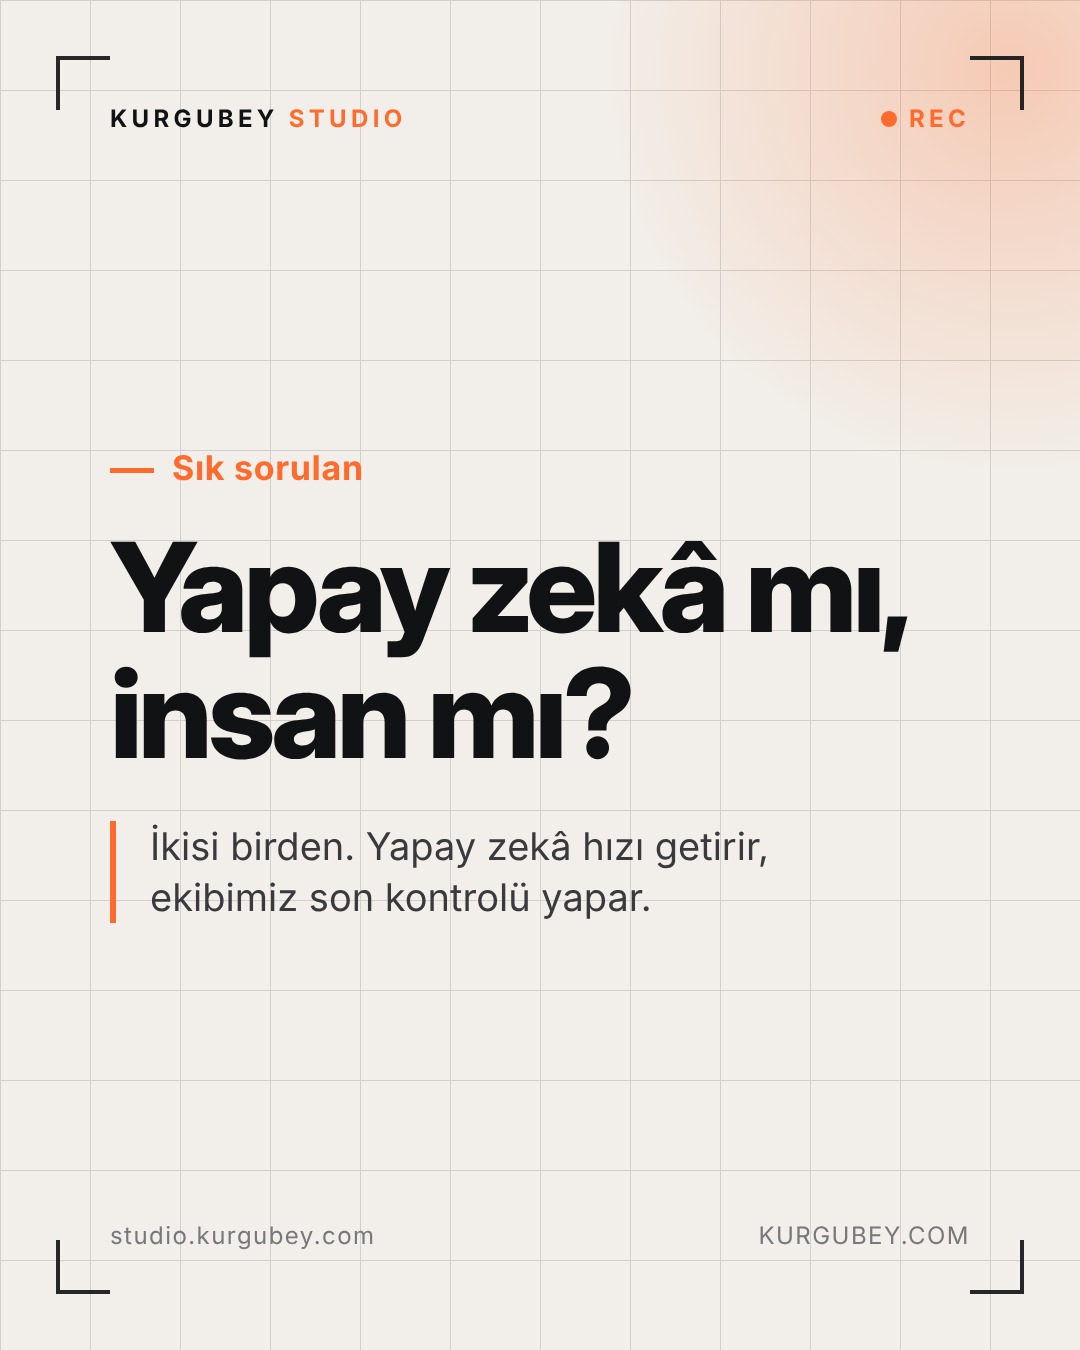 KURGUBEY STUDIO
REC
Sık sorulan
Yapay zekâ mı,
insan mı?
İkisi birden. Yapay zekâ hızı getirir,
ekibimiz son kontrolü yapar.
studio.kurgubey.com
KURGUBEY.COM